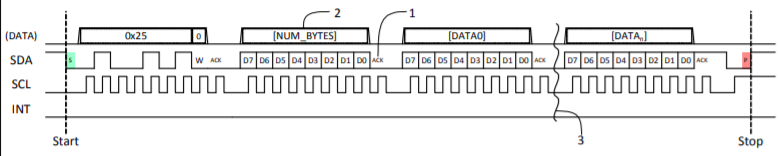 2 1
(DATA) 0x25 0 [NUM_BYTES] [DATA0] [DATAn]
SDA S W ACK D7 D6 D5 D4 D3 D2 D1 D0 ACK D7 D6 D5 D4 D3 D2 D1 D0 ACK D7 D6 D5 D4 D3 D2 D1 D0 ACK P
SCL
INT
Start 3 Stop